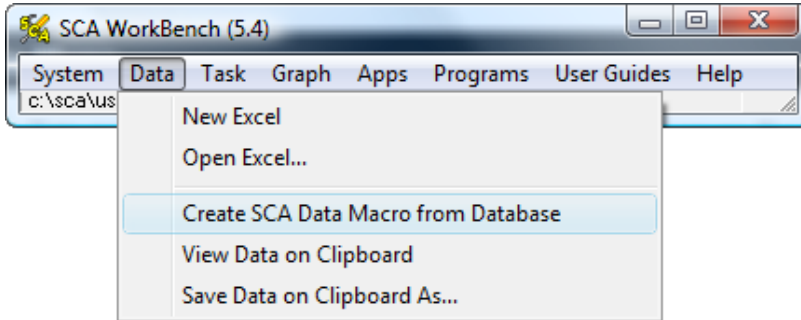 SCA WorkBench (5.4)
System Data Task Graph Apps Programs User Guides Help
c:\sca\us
New Excel
Open Excel...
Create SCA Data Macro from Database
View Data on Clipboard
Save Data on Clipboard As...